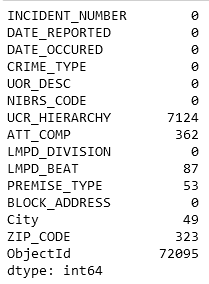 INCIDENT_NUMBER 0
DATE_REPORTED 0
DATE_OCCURED 0
CRIME_TYPE 0
UOR_DESC 0
NIBRS_CODE 0
UCR_HIERARCHY 7124
ATT_COMP 362
LMPD_DIVISION 0
LMPD_BEAT 87
PREMISE_TYPE 53
BLOCK_ADDRESS 0
City 49
ZIP_CODE 323
ObjectId 72095
dtype: int64